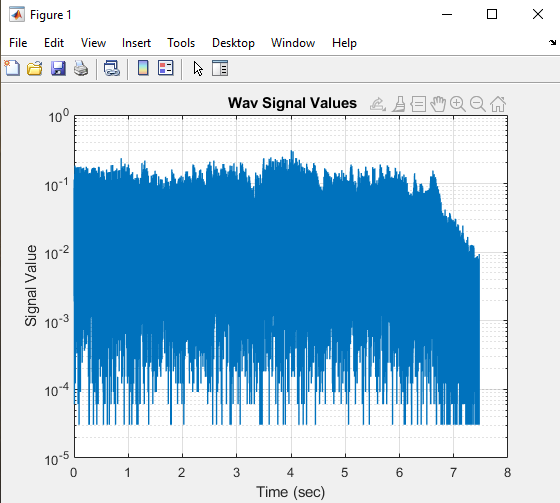 Figure 1
File Edit View Insert Tools Desktop Window Help
Wav Signal Values
10^0
10^-1
10^-2
10^-3
10^-4
10^-5
Signal Value
0 1 2 3 4 5 6 7 8
Time (sec)